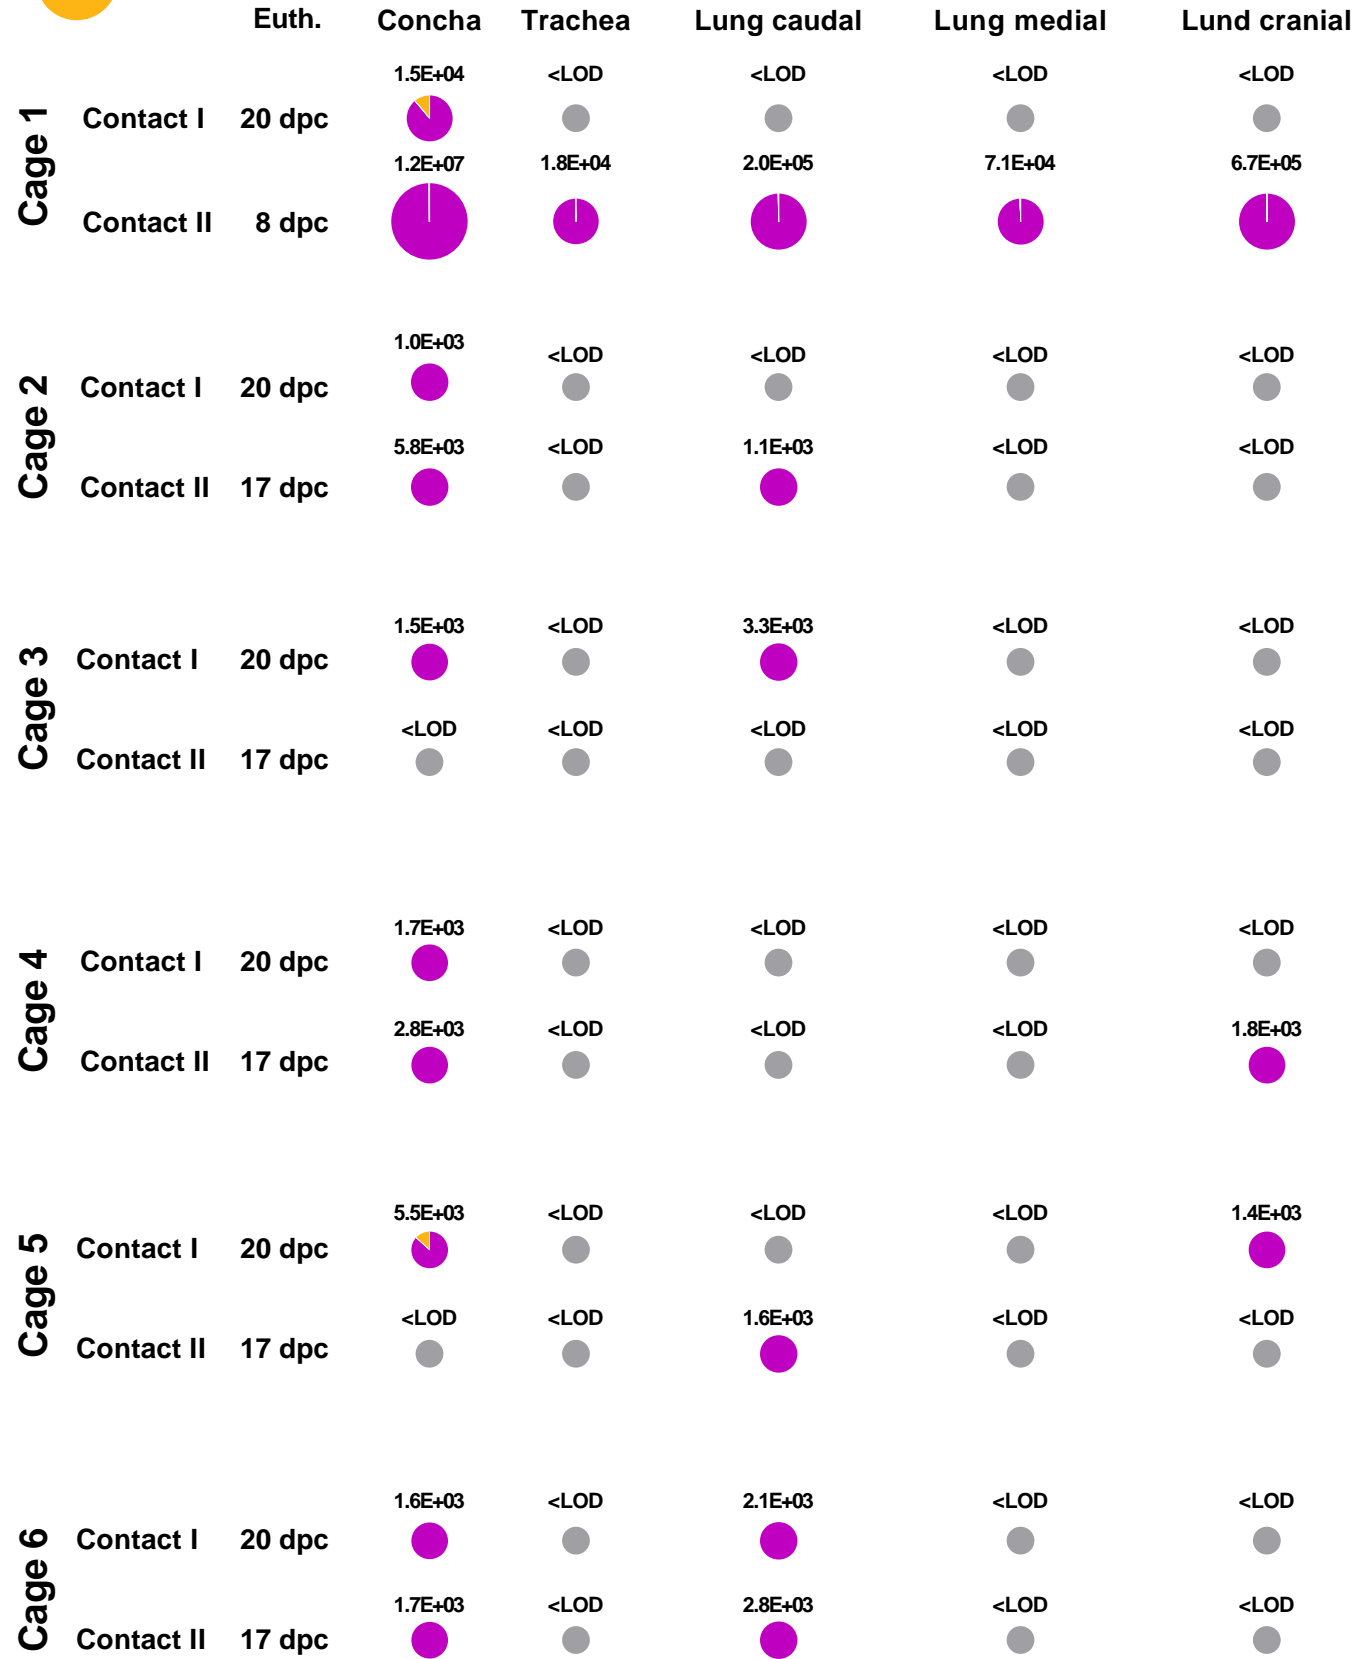 Euth. Concha Trachea Lung caudal Lung medial Lund cranial
Cage 1
1.5E+04 <LOD <LOD <LOD <LOD
Contact I 20 dpc
1.2E+07 1.8E+04 2.0E+05 7.1E+04 6.7E+05
Contact II 8 dpc
Cage 2
1.0E+03 <LOD <LOD <LOD <LOD
Contact I 20 dpc
5.8E+03 <LOD 1.1E+03 <LOD <LOD
Contact II 17 dpc
Cage 3
1.5E+03 <LOD 3.3E+03 <LOD <LOD
Contact I 20 dpc
<LOD <LOD <LOD <LOD <LOD
Contact II 17 dpc
Cage 4
1.7E+03 <LOD <LOD <LOD <LOD
Contact I 20 dpc
2.8E+03 <LOD <LOD <LOD 1.8E+03
Contact II 17 dpc
Cage 5
5.5E+03 <LOD <LOD <LOD 1.4E+03
Contact I 20 dpc
<LOD <LOD 1.6E+03 <LOD <LOD
Contact II 17 dpc
Cage 6
1.6E+03 <LOD 2.1E+03 <LOD <LOD
Contact I 20 dpc
1.7E+03 <LOD 2.8E+03 <LOD <LOD
Contact II 17 dpc